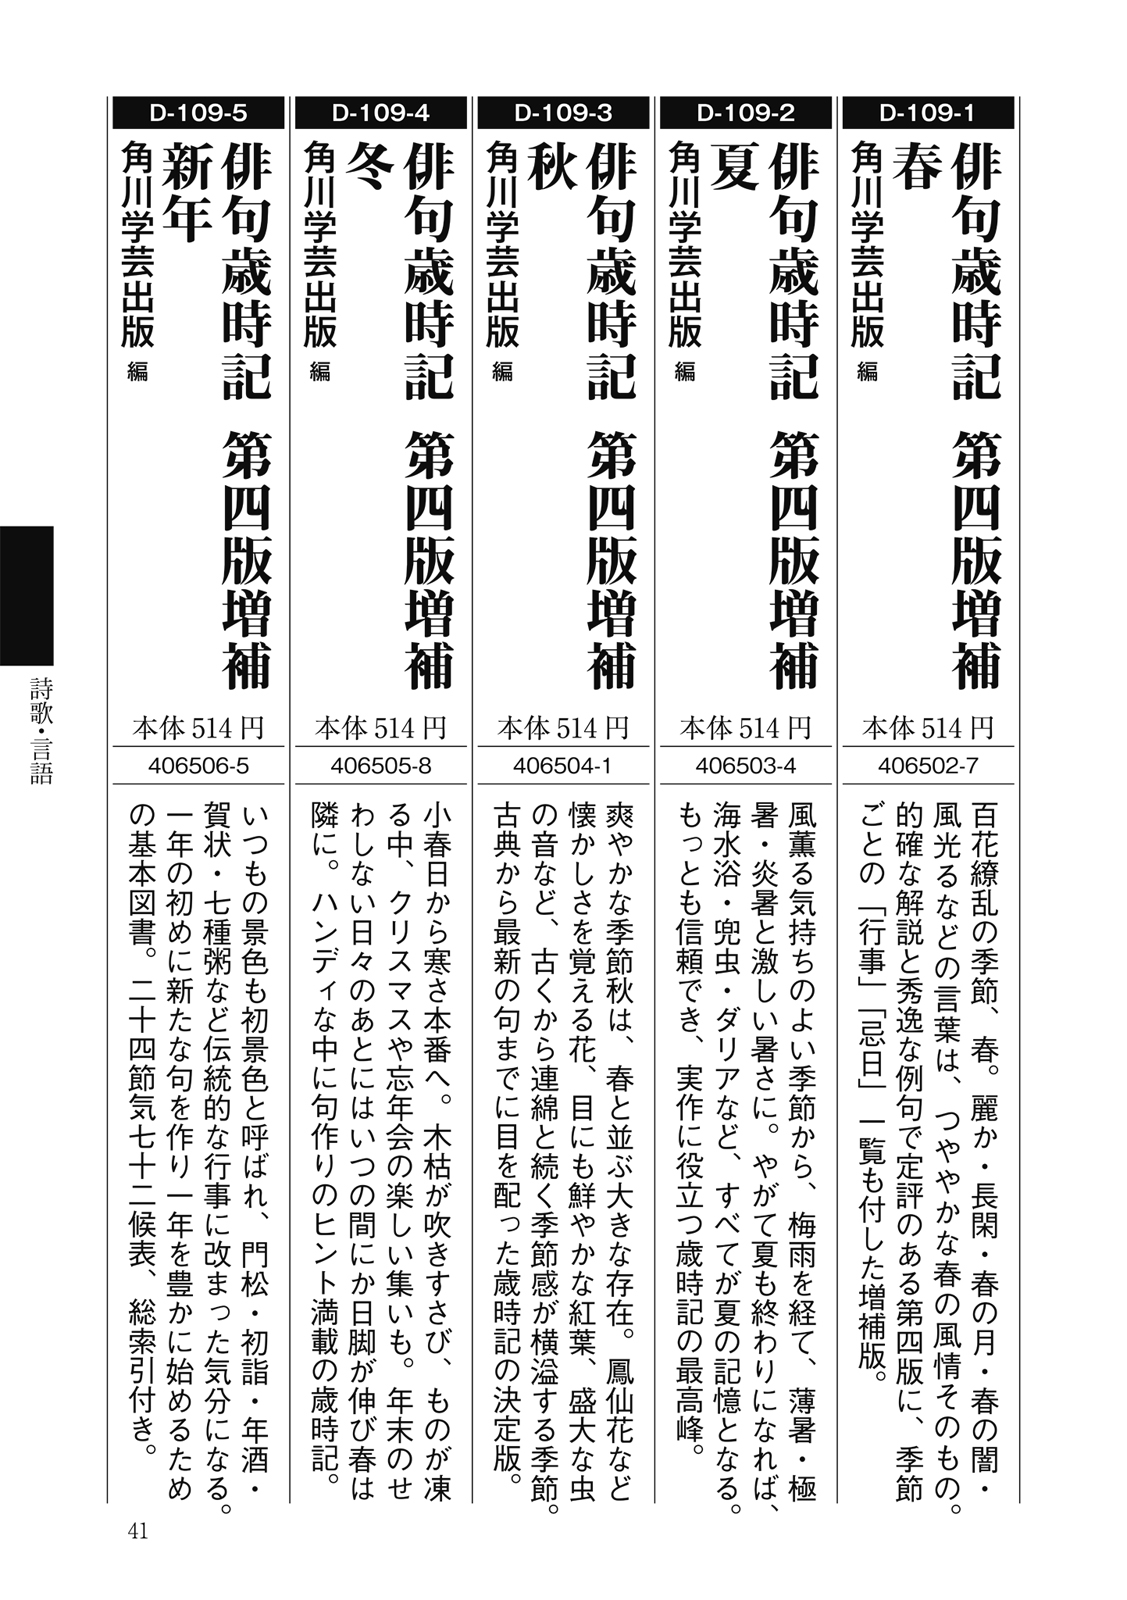 D-109-1
俳句歳時記 第四版増補
春
角川学芸出版 編
本体514円
406502-7
百花繚乱の季節、春。麗か・長閑・春の月・春の闇・
風光るなどの言葉は、つややかな春の風情そのもの。
的確な解説と秀逸な例句で定評のある第四版に、季節
ごとの「行事」「忌日」一覧も付した増補版。
D-109-2
俳句歳時記 第四版増補
夏
角川学芸出版 編
本体514円
406503-4
風薫る気持ちのよい季節から、梅雨を経て、薄暑・極
暑・炎暑と激しい暑さに。やがて夏も終わりになれば、
海水浴・兜虫・ダリアなど、すべてが夏の記憶となる。
もっとも信頼でき、実作に役立つ歳時記の最高峰。
D-109-3
俳句歳時記 第四版増補
秋
角川学芸出版 編
本体514円
406504-1
爽やかな季節秋は、春と並ぶ大きな存在。鳳仙花など
懐かしさを覚える花、目にも鮮やかな紅葉、盛大な虫
の音など、古くから連綿と続く季節感が横溢する季節。
古典から最新の句までに目を配った歳時記の決定版。
D-109-4
俳句歳時記 第四版増補
冬
角川学芸出版 編
本体514円
406505-8
小春日から寒さ本番へ。木枯が吹きすさび、ものが凍
る中、クリスマスや忘年会の楽しい集いも。年末のせ
わしない日々のあとにはいつの間にか日脚が伸び春は
隣に。ハンディな中に句作りのヒント満載の歳時記。
D-109-5
俳句歳時記 第四版増補
新年
角川学芸出版 編
本体514円
406506-5
いつもの景色も初景色と呼ばれ、門松・初詣・年酒・
賀状・七種粥など伝統的な行事に改まった気分になる。
一年の初めに新たな句を作り一年を豊かに始めるため
の基本図書。二十四節気七十二候表、総索引付き。
詩歌・言語
41